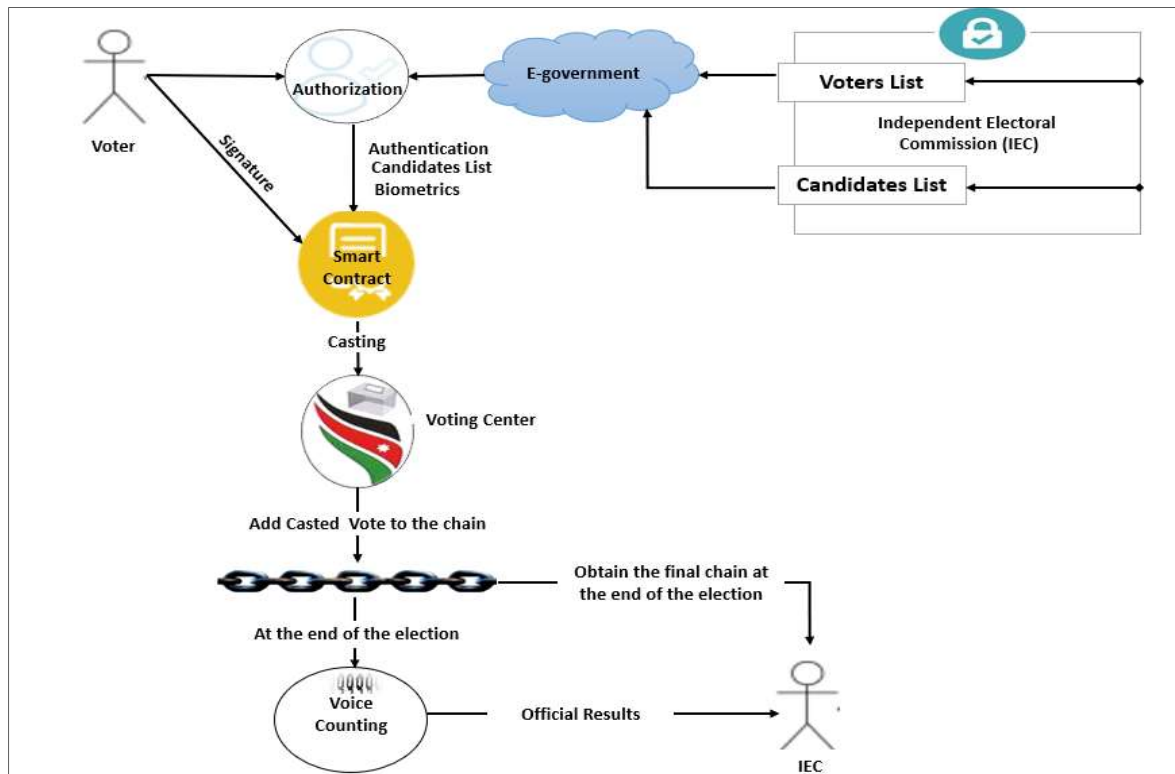 Voter
Authorization
E-government
Voters List
Independent Electoral
Commission (IEC)
Candidates List
Signature
Authentication
Candidates List
Biometrics
Smart
Contract
Casting
Voting Center
Add Casted Vote to the chain
Obtain the final chain at
the end of the election
At the end of the election
Voice
Counting
Official Results
IEC